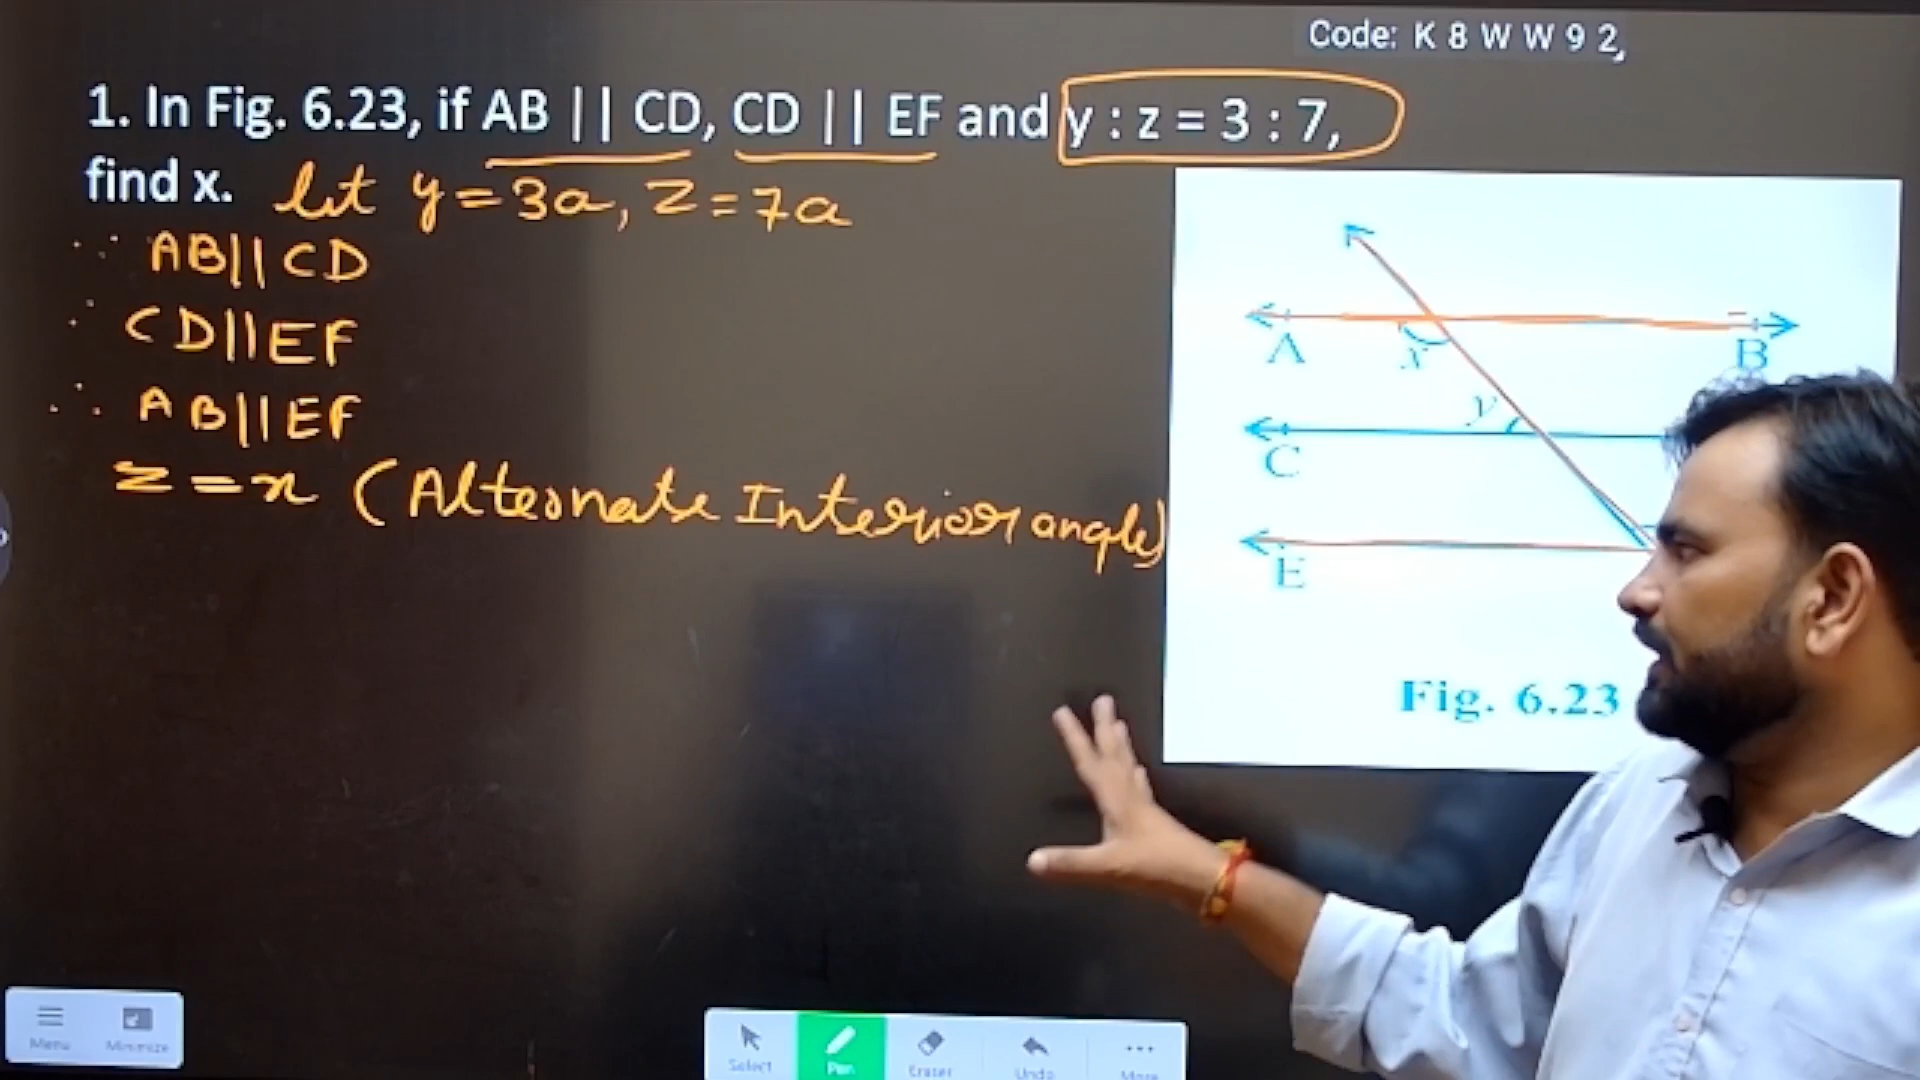 Code: K 8 W W 9 2,
1. In Fig. 6.23, if AB || CD, CD || EF and y : z = 3 : 7,
find x. let y = 3a, z = 7a
∵ AB || CD
∵ CD || EF
∴ AB || EF
z = x (Alternate Interior angle)
A
B
x
y
C
E
Fig. 6.23
Menu
Minimize
Select
Pen
Eraser
Undo
More